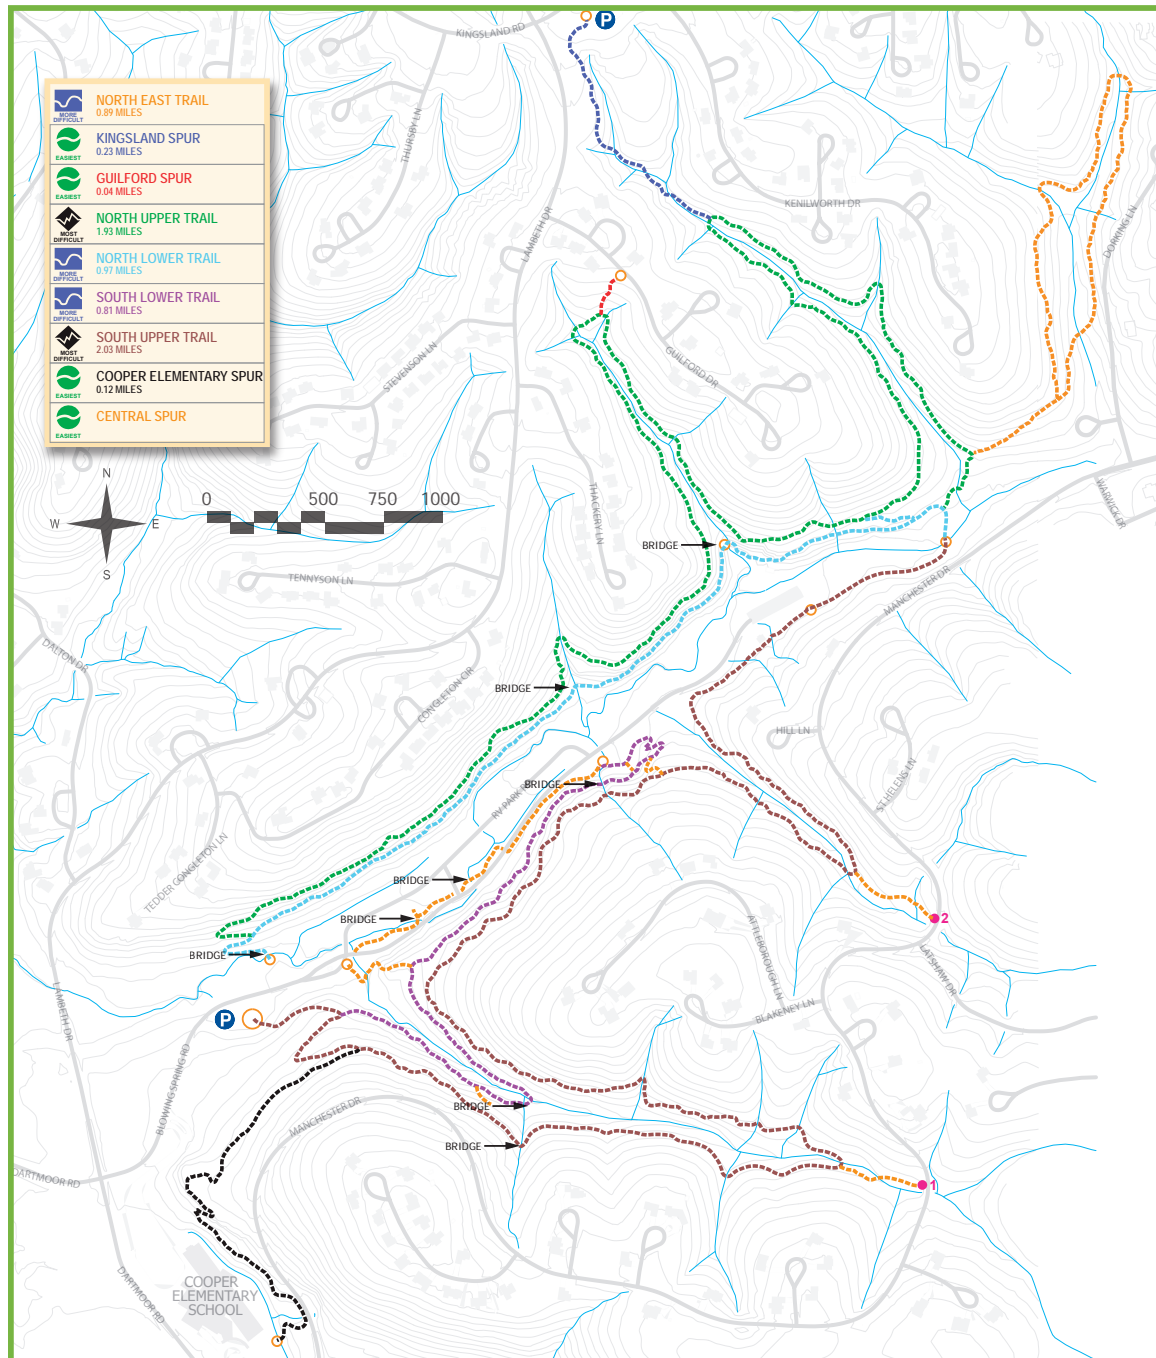 P
KINGSLAND RD
NORTH EAST TRAIL
0.89 MILES
MORE
DIFFICULT
KINGSLAND SPUR
0.23 MILES
EASIEST
GUILFORD SPUR
0.04 MILES
EASIEST
NORTH UPPER TRAIL
1.93 MILES
MOST
DIFFICULT
NORTH LOWER TRAIL
0.97 MILES
MORE
DIFFICULT
SOUTH LOWER TRAIL
0.81 MILES
MORE
DIFFICULT
SOUTH UPPER TRAIL
2.03 MILES
MOST
DIFFICULT
COOPER ELEMENTARY SPUR
0.12 MILES
EASIEST
CENTRAL SPUR
EASIEST
THURSBY LN
LAMBETH DR
KENILWORTH DR
DORKING LN
GUILFORD DR
STEVENSON LN
N
W
E
S
0
500
750
1000
THACKERY LN
WARWICK DR
BRIDGE
TENNYSON LN
MANCHESTER DR
DALTON DR
BRIDGE
CONGLETON CIR
HILL LN
ST HELENS LN
BRIDGE
RV PARK R
TEDDER CONGLETON LN
BRIDGE
BRIDGE
2
ATTLEBOROUGH LN
BRIDGE
LATSHAW DR
LAMBETH DR
BLAKENEY LN
P
BLOWING SPRING RD
MANCHESTER DR
BRIDGE
BRIDGE
DARTMOOR RD
1
COOPER
ELEMENTARY
SCHOOL
DARTMOOR RD